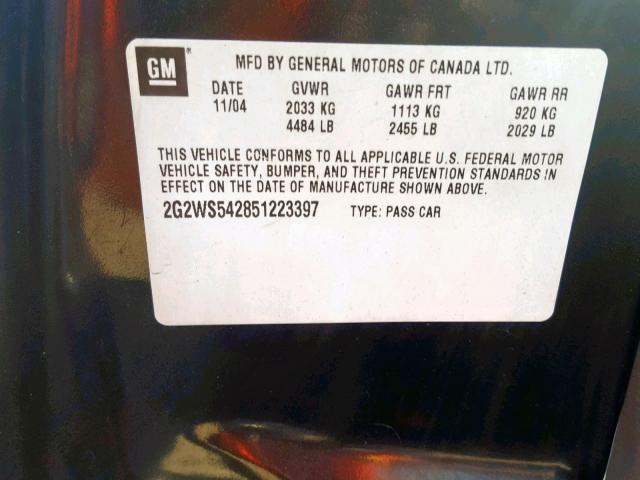 GM ® MFD BY GENERAL MOTORS OF CANADA LTD.
DATE GVWR GAWR FRT GAWR RR
11/04 2033 KG 1113 KG 920 KG
4484 LB 2455 LB 2029 LB
THIS VEHICLE CONFORMS TO ALL APPLICABLE U.S. FEDERAL MOTOR
VEHICLE SAFETY, BUMPER, AND THEFT PREVENTION STANDARDS IN
EFFECT ON THE DATE OF MANUFACTURE SHOWN ABOVE.
2G2WS542851223397 TYPE: PASS CAR